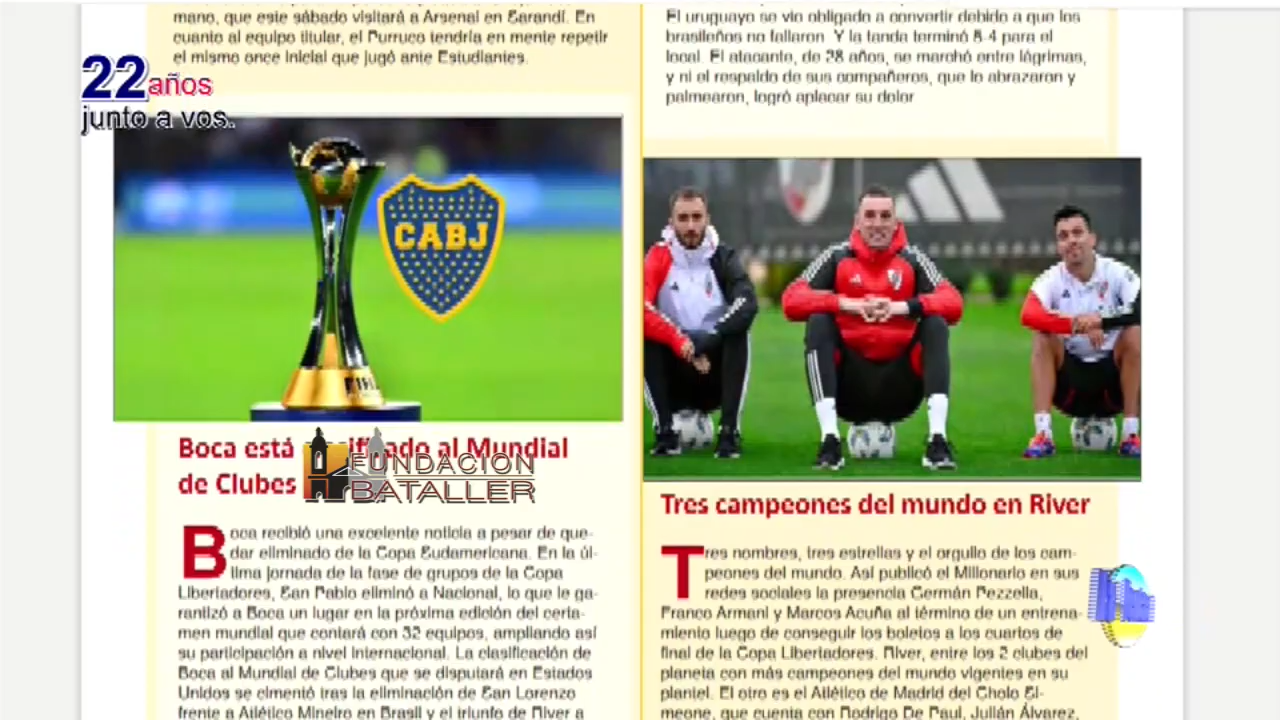 mano, que este sábado visitará a Arsenal en Sarandí. En
cuanto al equipo titular, el Purruco tendría en mente repetir
el mismo once inicial que jugó ante Estudiantes.
22 años
junto a vos.
CABJ
Boca está al Mundial
de Clubes
FUNDACION
BATALLER
Boca recibió una excelente noticia a pesar de que-
dar eliminado de la Copa Sudamericana. En la úl-
tima jornada de la fase de grupos de la Copa
Libertadores, San Pablo eliminó a Nacional, lo que le ga-
rantizó a Boca un lugar en la próxima edición del certa-
men mundial que contará con 32 equipos, ampliando así
su participación a nivel internacional. La clasificación de
Boca al Mundial de Clubes que se disputará en Estados
Unidos se cimentó tras la eliminación de San Lorenzo
frente a Atlético Mineiro en Brasil y el triunfo de River a
El uruguayo se vio obligado a convertir debido a que los
brasileños no fallaron. Y la tanda terminó 8-4 para el
local. El atacante, de 28 años, se marchó entre lágrimas,
y ni el respaldo de sus compañeros, que lo abrazaron y
palmearon, logró aplacar su dolor
Tres campeones del mundo en River
Tres nombres, tres estrellas y el orgullo de los cam-
peones del mundo. Así publicó el Millonario en sus
redes sociales la presencia Germán Pezzella,
Franco Armani y Marcos Acuña al término de un entrena-
miento luego de conseguir los boletos a los cuartos de
final de la Copa Libertadores. River, entre los 2 clubes del
planeta con más campeones del mundo vigentes en su
plantel. El otro es el Atlético de Madrid del Cholo Si-
meone, que cuenta con Rodrigo De Paul, Julián Álvarez,